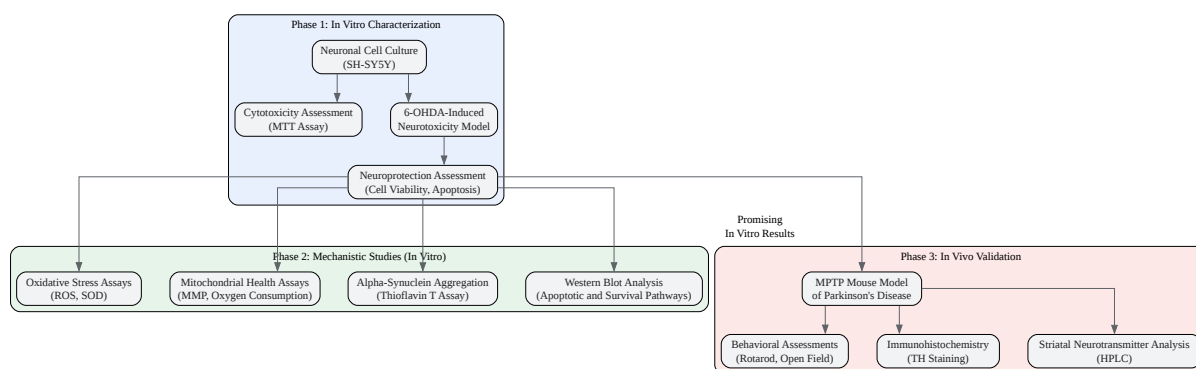 Phase 1: In Vitro Characterization
Neuronal Cell Culture
(SH-SY5Y)
Cytotoxicity Assessment
(MTT Assay)
6-OHDA-Induced
Neurotoxicity Model
Neuroprotection Assessment
(Cell Viability, Apoptosis)
Promising
In Vitro Results
Phase 2: Mechanistic Studies (In Vitro)
Oxidative Stress Assays
(ROS, SOD)
Mitochondrial Health Assays
(MMP, Oxygen Consumption)
Alpha-Synuclein Aggregation
(Thioflavin T Assay)
Western Blot Analysis
(Apoptotic and Survival Pathways)
Phase 3: In Vivo Validation
MPTP Mouse Model
of Parkinson's Disease
Behavioral Assessments
(Rotarod, Open Field)
Immunohistochemistry
(TH Staining)
Striatal Neurotransmitter Analysis
(HPLC)